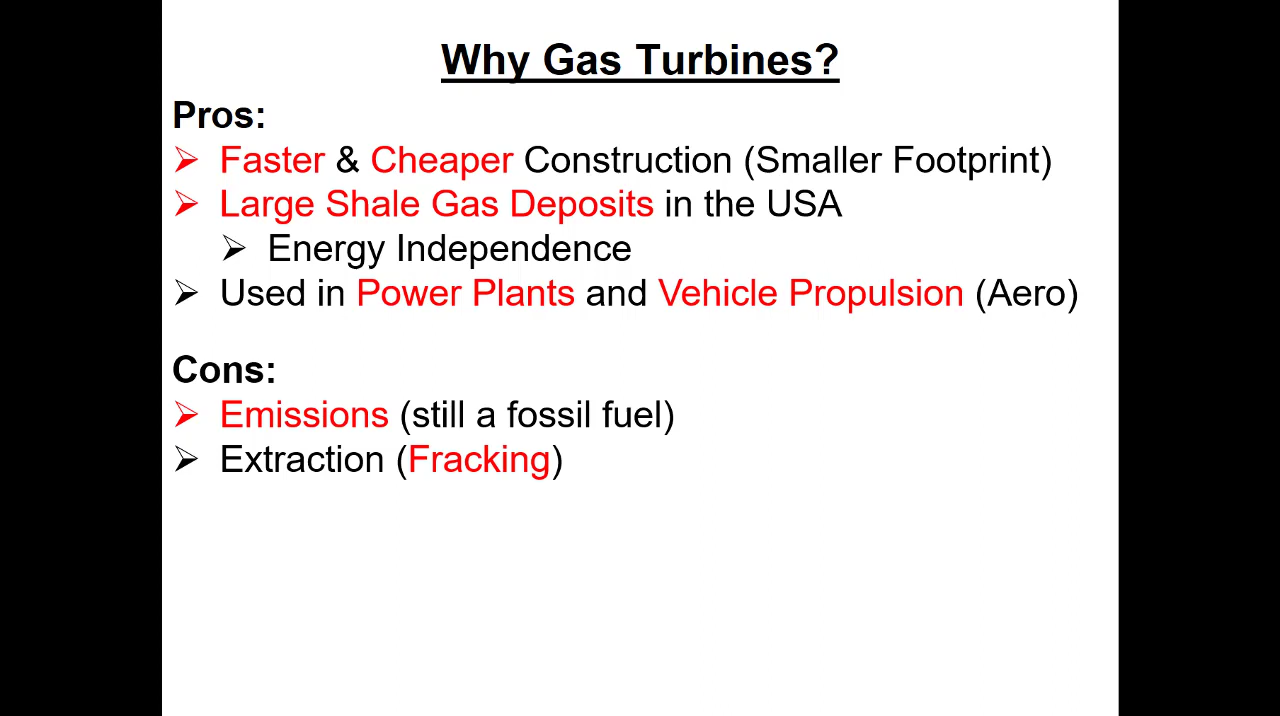 Why Gas Turbines?
Pros:
➢ Faster & Cheaper Construction (Smaller Footprint)
➢ Large Shale Gas Deposits in the USA
➢ Energy Independence
➢ Used in Power Plants and Vehicle Propulsion (Aero)
Cons:
➢ Emissions (still a fossil fuel)
➢ Extraction (Fracking)